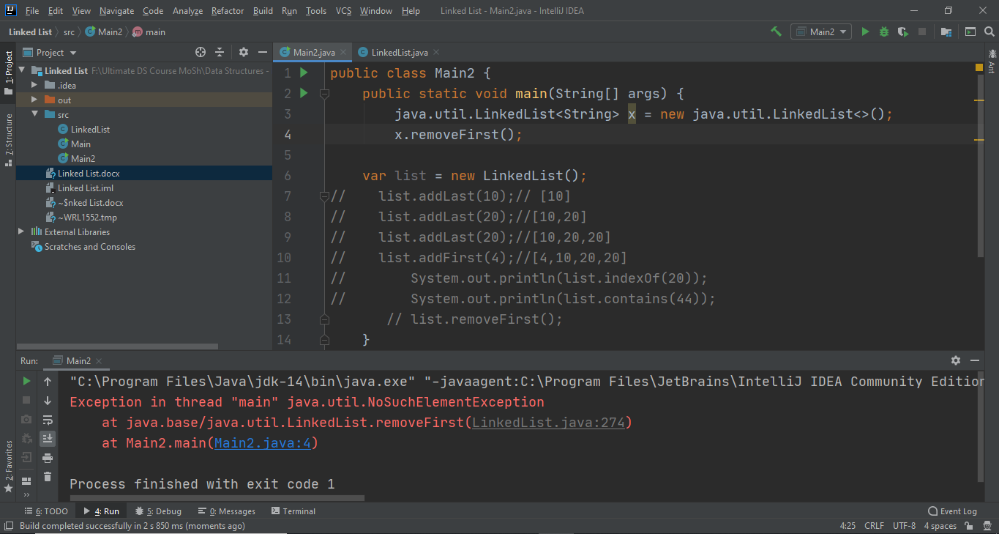 File Edit View Navigate Code Analyze Refactor Build Run Tools VCS Window Help Linked List - Main2.java - IntelliJ IDEA
Linked List src Main2 main Main2
Project
Main2.java LinkedList.java
1: Project
7: Structure
2: Favorites
Ant
Linked List F:\Ultimate DS Course MoSh\Data Structures -
.idea
out
src
LinkedList
Main
Main2
Linked List.docx
Linked List.iml
~$nked List.docx
~WRL1552.tmp
External Libraries
Scratches and Consoles
1 public class Main2 {
2 public static void main(String[] args) {
3 java.util.LinkedList<String> x = new java.util.LinkedList<>();
4 x.removeFirst();
5
6 var list = new LinkedList();
7 // list.addLast(10);// [10]
8 // list.addLast(20);//[10,20]
9 // list.addLast(20);//[10,20,20]
10 // list.addFirst(4);//[4,10,20,20]
11 // System.out.println(list.indexOf(20));
12 // System.out.println(list.contains(44));
13 // list.removeFirst();
14 }
Run: Main2
"C:\Program Files\Java\jdk-14\bin\java.exe" "-javaagent:C:\Program Files\JetBrains\IntelliJ IDEA Community Edition
Exception in thread "main" java.util.NoSuchElementException
at java.base/java.util.LinkedList.removeFirst(LinkedList.java:274)
at Main2.main(Main2.java:4)
Process finished with exit code 1
6: TODO 4: Run 5: Debug 0: Messages Terminal Event Log
Build completed successfully in 2 s 850 ms (moments ago) 4:25 CRLF UTF-8 4 spaces